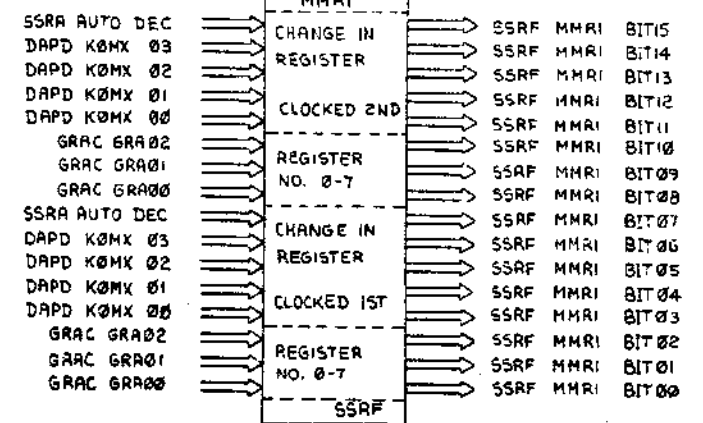 MMRI
SSRA AUTO DEC CHANGE IN SSRF MMRI BIT15
DAPD KØMX Ø3 REGISTER SSRF MMRI BIT14
DAPD KØMX Ø2 SSRF MMRI BIT13
DAPD KØMX Ø1 CLOCKED 2ND SSRF MMRI BIT12
DAPD KØMX ØØ SSRF MMRI BIT11
GRAC GRAØ2 REGISTER SSRF MMRI BIT1Ø
GRAC GRAØ1 NO. Ø-7 SSRF MMRI BITØ9
GRAC GRAØØ SSRF MMRI BITØ8
SSRA AUTO DEC CHANGE IN SSRF MMRI BITØ7
DAPD KØMX Ø3 REGISTER SSRF MMRI BITØ6
DAPD KØMX Ø2 SSRF MMRI BITØ5
DAPD KØMX Ø1 CLOCKED 1ST SSRF MMRI BITØ4
DAPD KØMX ØØ SSRF MMRI BITØ3
GRAC GRAØ2 REGISTER SSRF MMRI BITØ2
GRAC GRAØ1 NO. Ø-7 SSRF MMRI BITØ1
GRAC GRAØØ SSRF MMRI BITØØ
SSRF